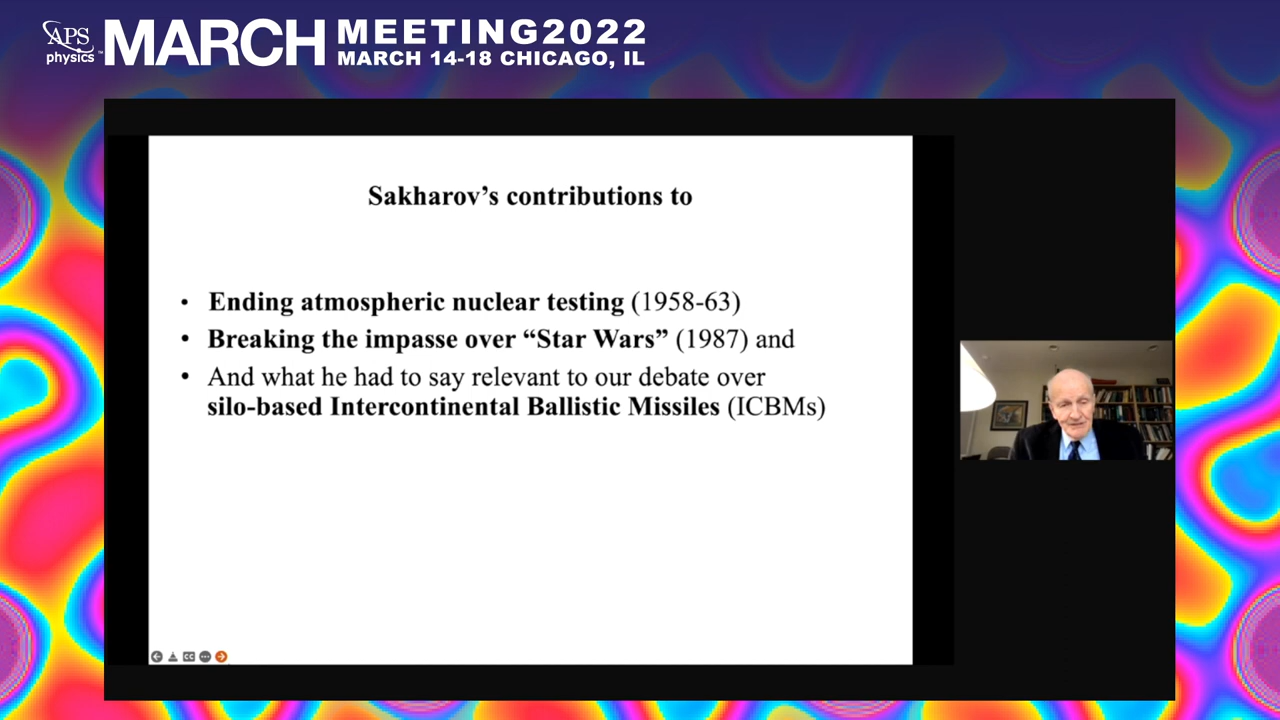 APS
physics
MARCH
MEETING2022
MARCH 14-18 CHICAGO, IL
Sakharov’s contributions to
• Ending atmospheric nuclear testing (1958-63)
• Breaking the impasse over “Star Wars” (1987) and
• And what he had to say relevant to our debate over
silo-based Intercontinental Ballistic Missiles (ICBMs)
CC